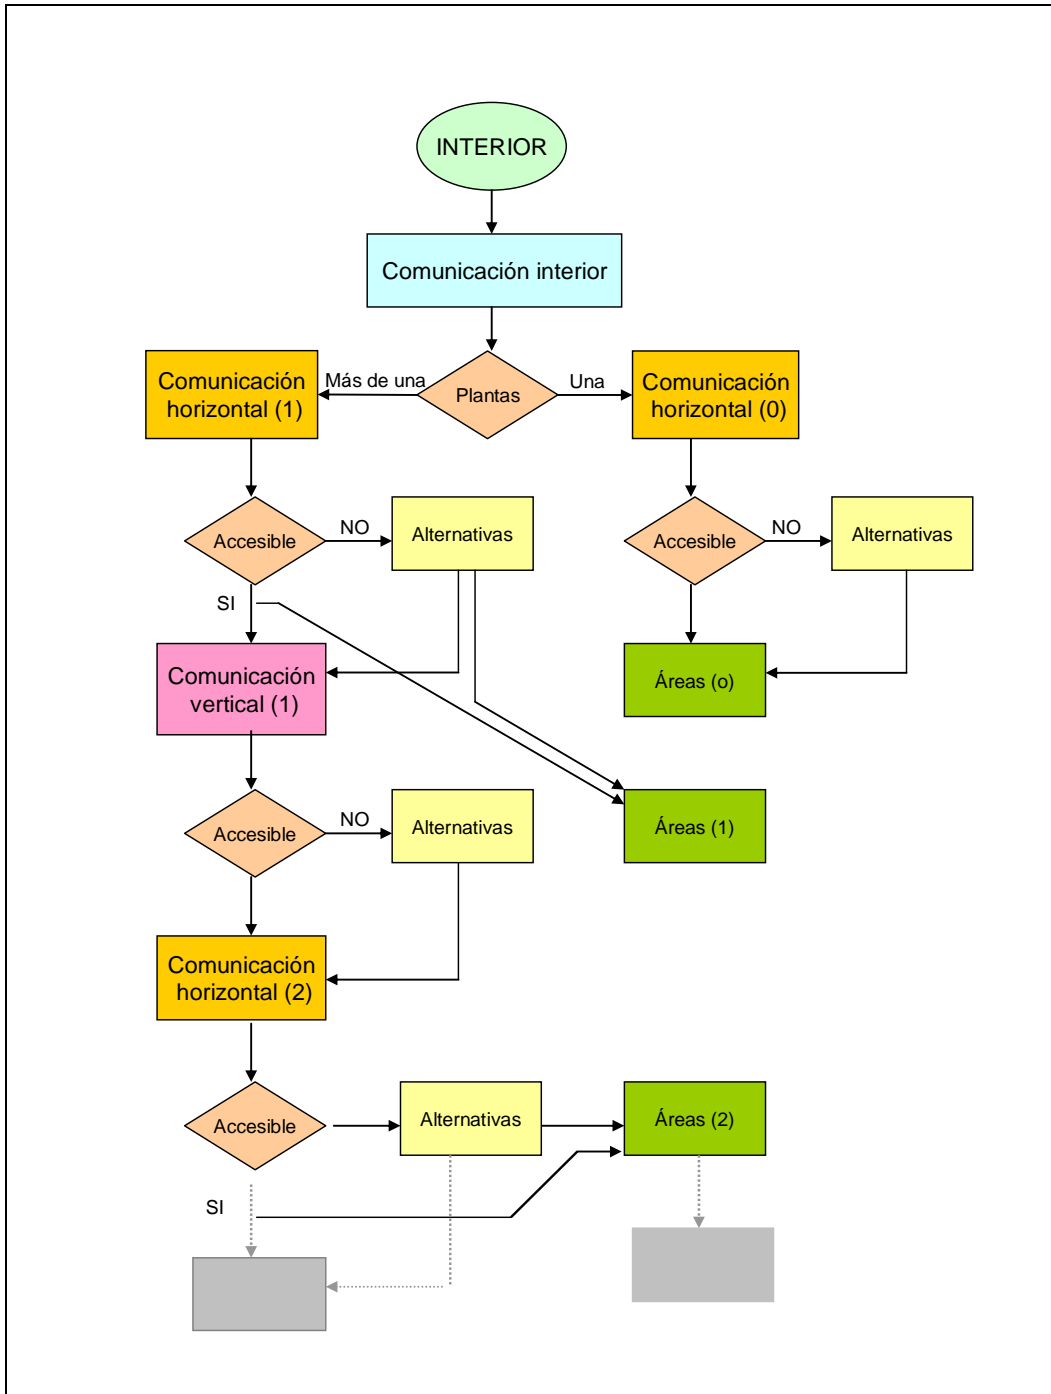 INTERIOR
Comunicación interior
Comunicación
horizontal (1)
Más de una
Plantas
Una
Comunicación
horizontal (0)
Accesible
NO
Alternativas
Accesible
NO
Alternativas
SI
Comunicación
vertical (1)
Áreas (o)
Accesible
NO
Alternativas
Áreas (1)
Comunicación
horizontal (2)
Accesible
Alternativas
Áreas (2)
SI